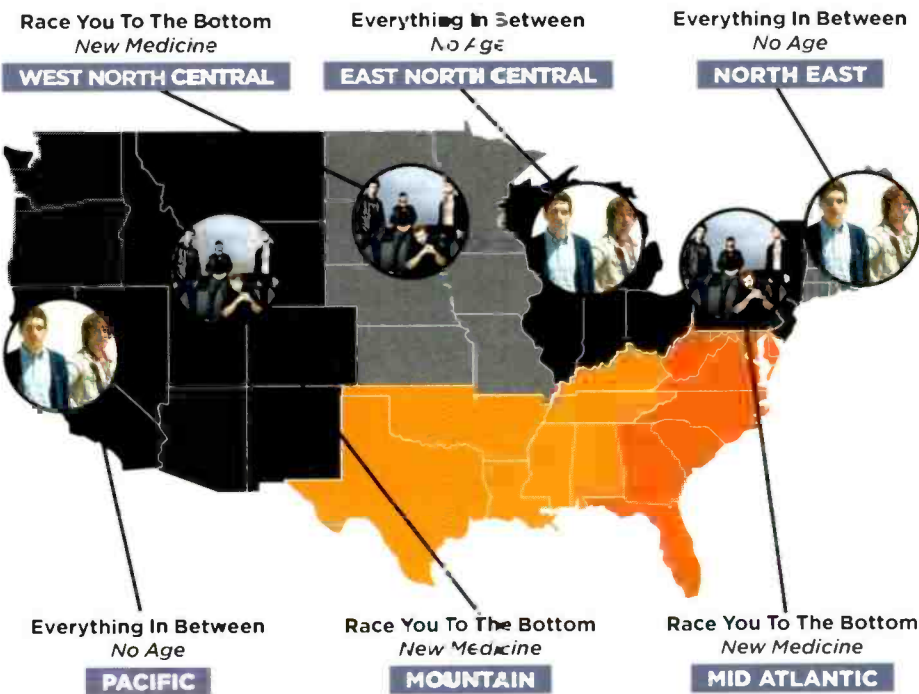 Race You To The Bottom
New Medicine
WEST NORTH CENTRAL
Everything In Between
No Age
EAST NORTH CENTRAL
Everything In Between
No Age
NORTH EAST
Everything In Between
No Age
PACIFIC
Race You To The Bottom
New Medicine
MOUNTAIN
Race You To The Bottom
New Medicine
MID ATLANTIC